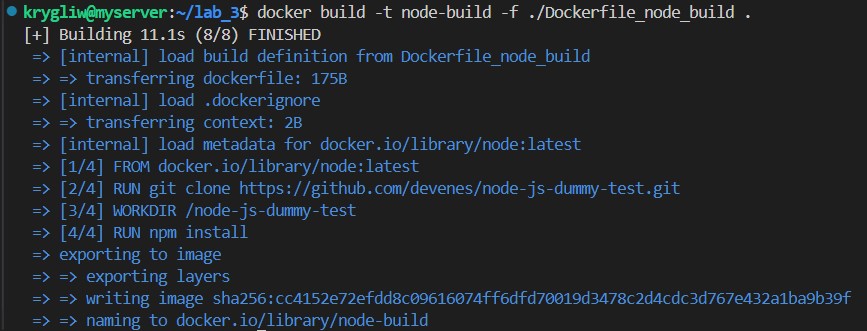 krygliw@myserver:~/lab_3$ docker build -t node-build -f ./Dockerfile_node_build .
[+] Building 11.1s (8/8) FINISHED
=> [internal] load build definition from Dockerfile_node_build
=> => transferring dockerfile: 175B
=> [internal] load .dockerignore
=> => transferring context: 2B
=> [internal] load metadata for docker.io/library/node:latest
=> [1/4] FROM docker.io/library/node:latest
=> [2/4] RUN git clone https://github.com/devenes/node-js-dummy-test.git
=> [3/4] WORKDIR /node-js-dummy-test
=> [4/4] RUN npm install
=> exporting to image
=> => exporting layers
=> => writing image sha256:cc4152e72efdd8c09616074ff6dfd70019d3478c2d4cdc3d767e432a1ba9b39f
=> => naming to docker.io/library/node-build